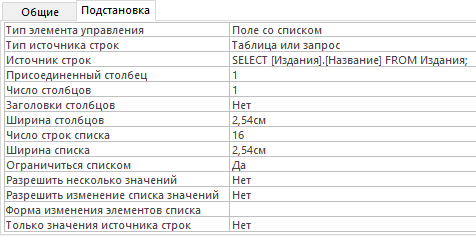 Общие Подстановка
Тип элемента управления Поле со списком
Тип источника строк Таблица или запрос
Источник строк SELECT [Издания].[Название] FROM Издания;
Присоединенный столбец 1
Число столбцов 1
Заголовки столбцов Нет
Ширина столбцов 2,54см
Число строк списка 16
Ширина списка 2,54см
Ограничиться списком Да
Разрешить несколько значений Нет
Разрешить изменение списка значений Нет
Форма изменения элементов списка
Только значения источника строк Нет